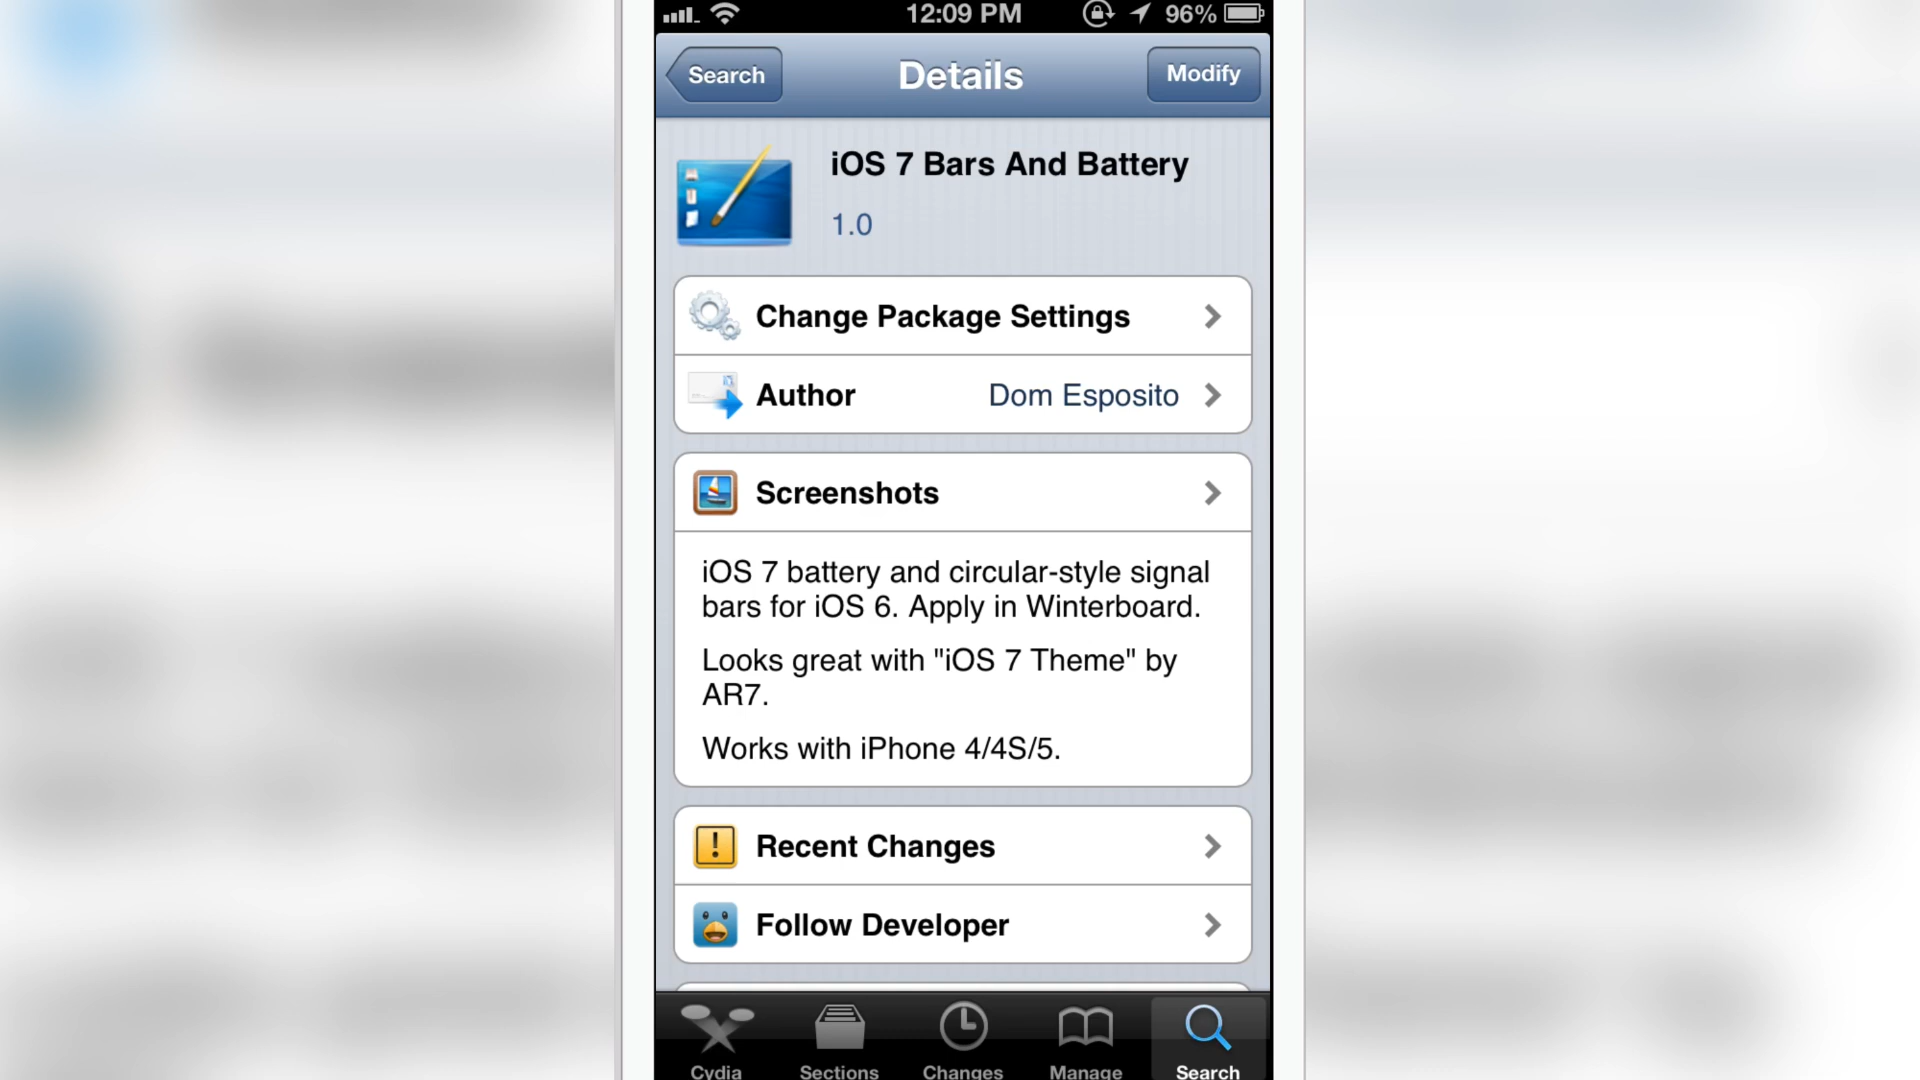 12:09 PM 96%
Search Details Modify
iOS 7 Bars And Battery
1.0
Change Package Settings
Author Dom Esposito
Screenshots
iOS 7 battery and circular-style signal
bars for iOS 6. Apply in Winterboard.
Looks great with "iOS 7 Theme" by
AR7.
Works with iPhone 4/4S/5.
Recent Changes
Follow Developer
Cydia Sections Changes Manage Search